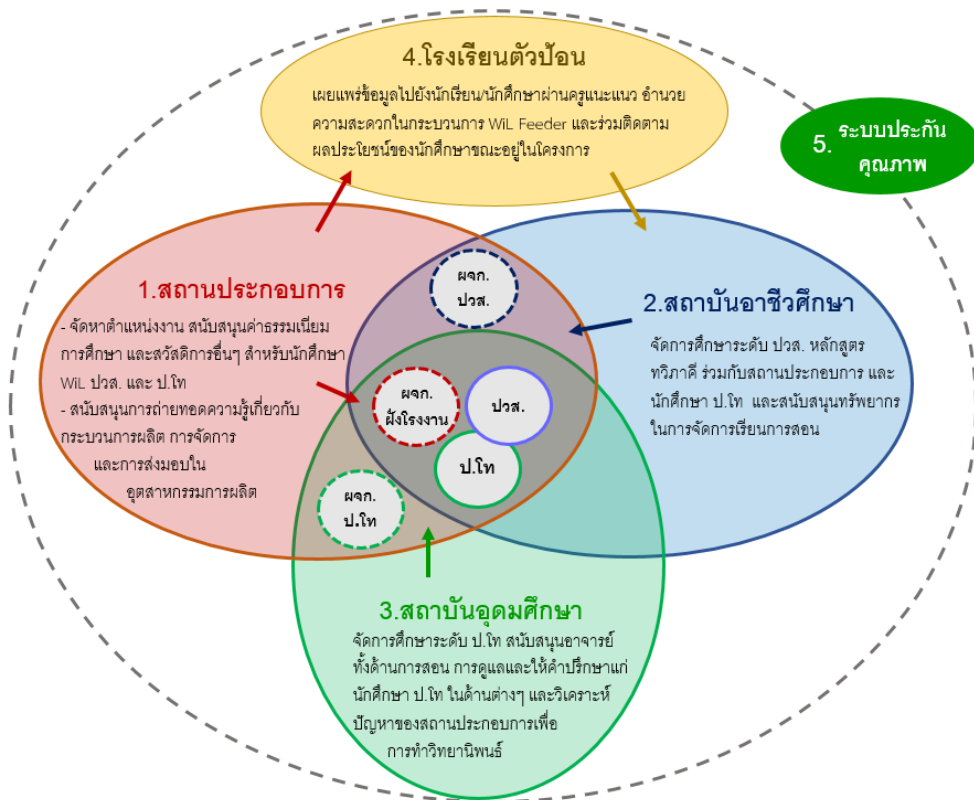 4.โรงเรียนตัวป้อน
เผยแพร่ข้อมูลไปยังนักเรียน/นักศึกษาผ่านครูแนะแนว อำนวย
ความสะดวกในกระบวนการ WiL Feeder และร่วมติดตาม
ผลประโยชน์ของนักศึกษาขณะอยู่ในโครงการ
5. ระบบประกัน
คุณภาพ
1.สถานประกอบการ
- จัดหาตำแหน่งงาน สนับสนุนค่าธรรมเนียม
การศึกษา และสวัสดิการอื่นๆ สำหรับนักศึกษา
WiL ปวส. และ ป.โท
- สนับสนุนการถ่ายทอดความรู้เกี่ยวกับ
กระบวนการผลิต การจัดการ
และการส่งมอบใน
อุตสาหกรรมการผลิต
ผจก.
ปวส.
ผจก.
ฝั่งโรงงาน
ปวส.
ป.โท
ผจก.
ป.โท
2.สถาบันอาชีวศึกษา
จัดการศึกษาระดับ ปวส. หลักสูตร
ทวิภาคี ร่วมกับสถานประกอบการ และ
นักศึกษา ป.โท และสนับสนุนทรัพยากร
ในการจัดการเรียนการสอน
3.สถาบันอุดมศึกษา
จัดการศึกษาระดับ ป.โท สนับสนุนอาจารย์
ทั้งด้านการสอน การดูแลและให้คำปรึกษาแก่
นักศึกษา ป.โท ในด้านต่างๆ และวิเคราะห์
ปัญหาของสถานประกอบการเพื่อ
การทำวิทยานิพนธ์